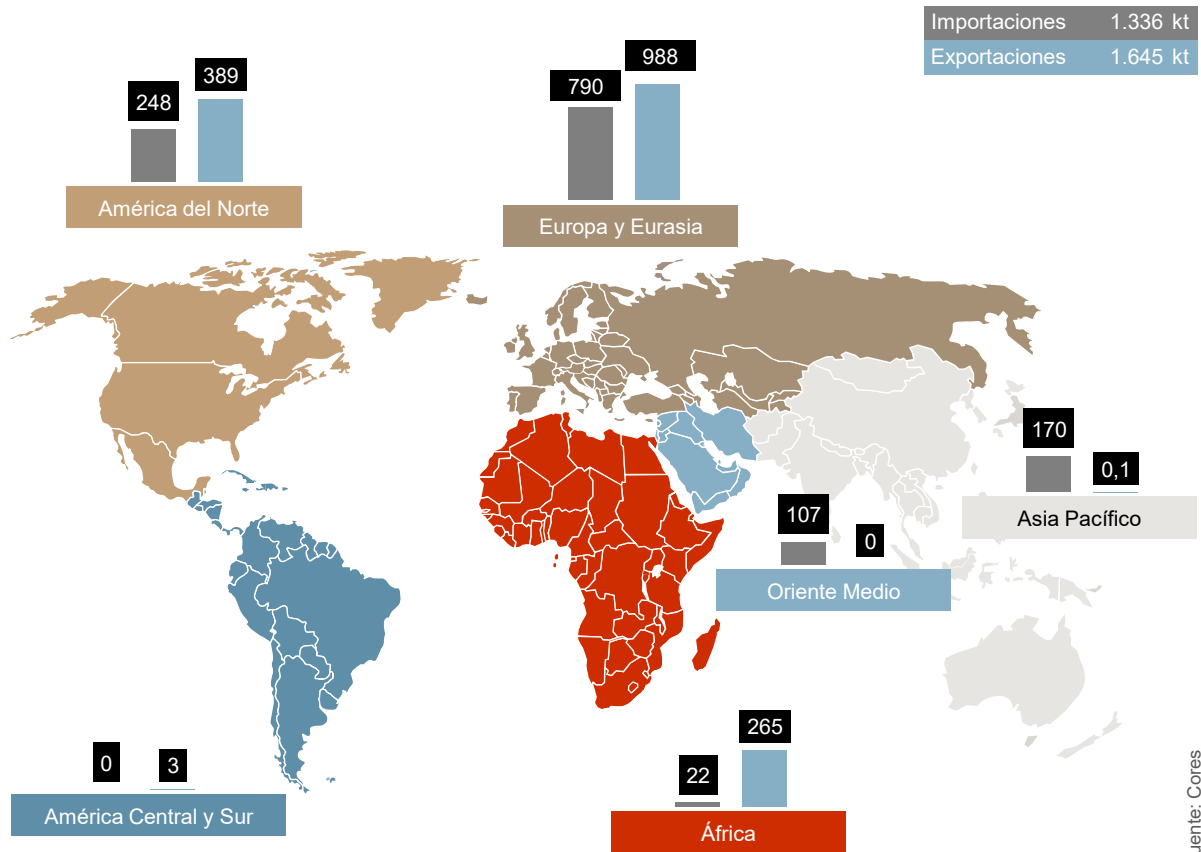 Importaciones 1.336 kt
Exportaciones 1.645 kt
248
389
América del Norte
790
988
Europa y Eurasia
170
0,1
Asia Pacífico
107
0
Oriente Medio
0
3
América Central y Sur
22
265
África
uente: Cores